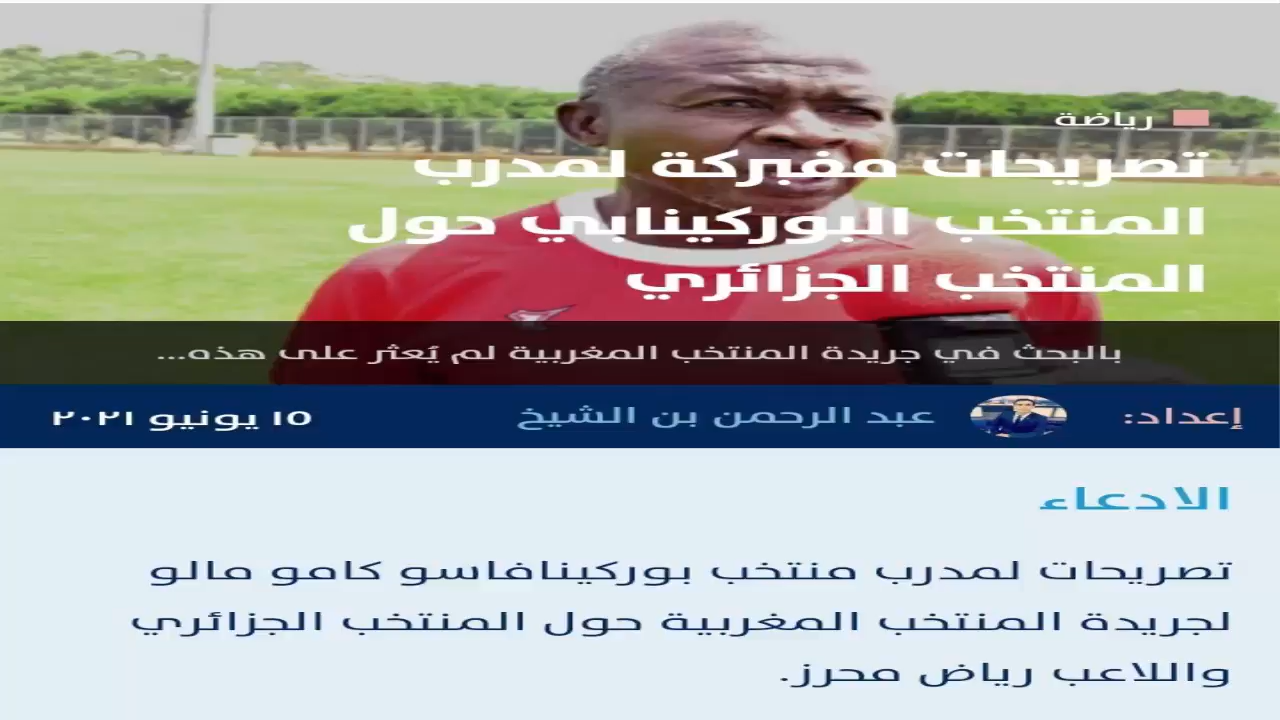 رياضة
تصريحات مفبركة لمدرب
المنتخب البوركينابي حول
المنتخب الجزائري
بالبحث في جريدة المنتخب المغربية لم يُعثر على هذه...
إعداد: عبد الرحمن بن الشيخ ١٥ يونيو ٢٠٢١
الادعاء
تصريحات لمدرب منتخب بوركينافاسو كامو مالو
لجريدة المنتخب المغربية حول المنتخب الجزائري
واللاعب رياض محرز.